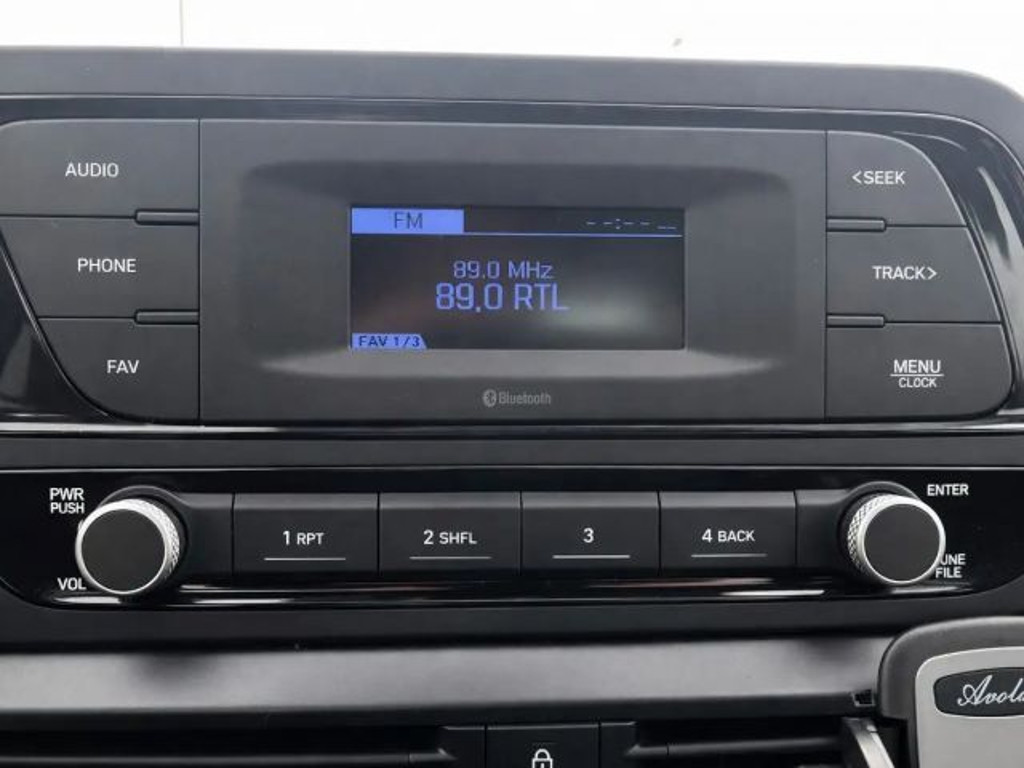 AUDIO
PHONE
FAV
FM --:-- --
89.0 MHz
89.0 RTL
FAV 1/3
Bluetooth
<SEEK
TRACK>
MENU
CLOCK
PWR
PUSH
VOL
1 RPT
2 SHFL
3
4 BACK
ENTER
FILE